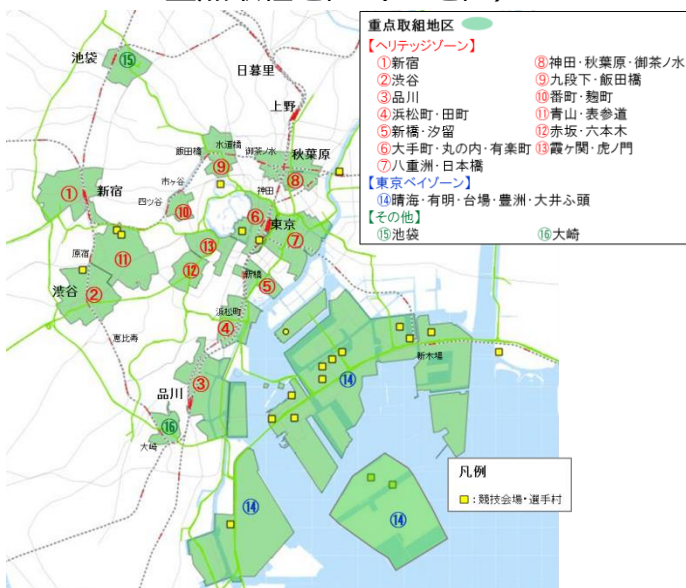 重点取組地区
【ヘリテッジゾーン】
①新宿
②渋谷
③品川
④浜松町・田町
⑤新橋・汐留
⑥大手町・丸の内・有楽町
⑦八重洲・日本橋
⑧神田・秋葉原・御茶ノ水
⑨九段下・飯田橋
⑩番町・麹町
⑪青山・表参道
⑫赤坂・六本木
⑬霞ヶ関・虎ノ門
【東京ベイゾーン】
⑭晴海・有明・台場・豊洲・大井ふ頭
【その他】
⑮池袋
⑯大崎
池袋
⑮
日暮里
上野
水道橋
飯田橋
御茶ノ水
秋葉原
⑨
⑧
市ヶ谷
神田
①
新宿
四ツ谷
⑩
⑥
東京
⑦
⑬
原宿
⑪
⑫
新橋
⑤
渋谷
②
浜松町
④
恵比寿
新木場
③
⑭
品川
⑯
大崎
⑭
⑭
凡例
：競技会場・選手村